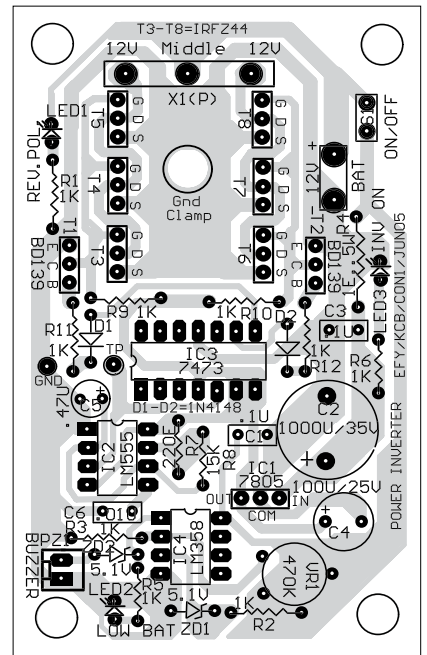 T3-T8=IRFZ44
12V Middle 12V
X1(P)
LED1
REV.POL
R1
1K
T5
G D S
T8
G D S
S1
ON/OFF
T4
G D S
T7
G D S
Gnd
Clamp
12V
BAT
+
T1
BD139
E C B
T3
G D S
T6
G D S
T2
BD139
E C B
R4
1E, 5W
INV ON
LED3
R9 1K
1K R10
D2
C3
.1U
R11
1K
D1
TP
GND
IC3
7473
1K
R12
R6
1K
D1-D2=1N4148
47U
C5
+
IC2
LM555
220E
R7
15K
R8
.1U
C1
C2
1000U/35V
+
IC1
7805
OUT
IN
COM
100U/25V
+
C4
C6
.01U
R3
1K
PZ1
BUZZER
5.1V
IC4
LM358
VR1
470K
R5
1K
LED2
LOW BAT
5.1V
ZD1
1K
R2
POWER INVERTER
EFY/KCB/CON1/JUN05